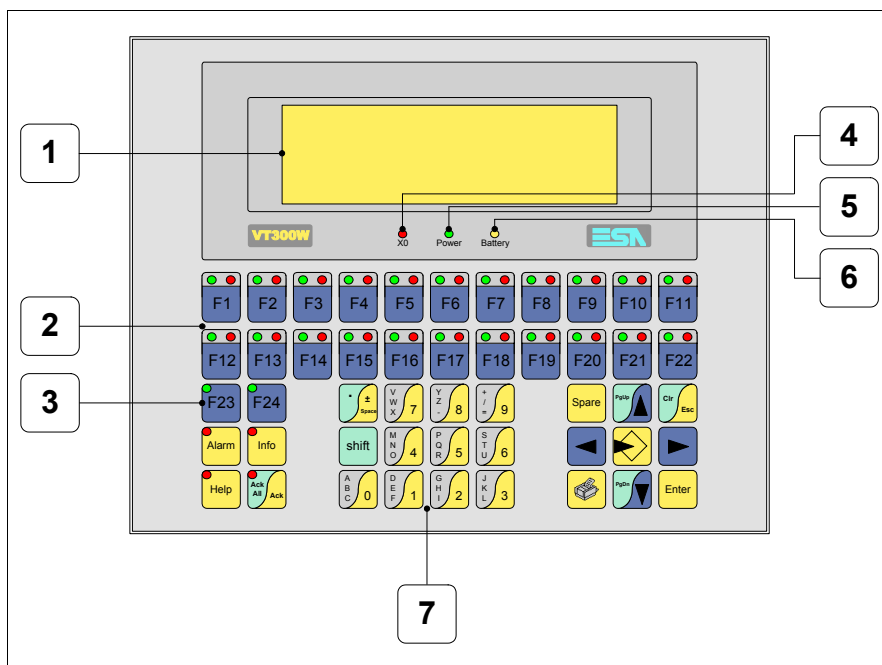 1
4
5
6
VT300W
X0 Power Battery
ESA
F1 F2 F3 F4 F5 F6 F7 F8 F9 F10 F11
2
F12 F13 F14 F15 F16 F17 F18 F19 F20 F21 F22
3
F23 F24
. ± Space
V W X 7
Y Z - 8
+ / = 9
Spare
PgUp
Clr Esc
Alarm Info
shift
M N O 4
P Q R 5
S T U 6
Help
Ack All Ack
A B C 0
D E F 1
G H I 2
J K L 3
PgDn
Enter
7